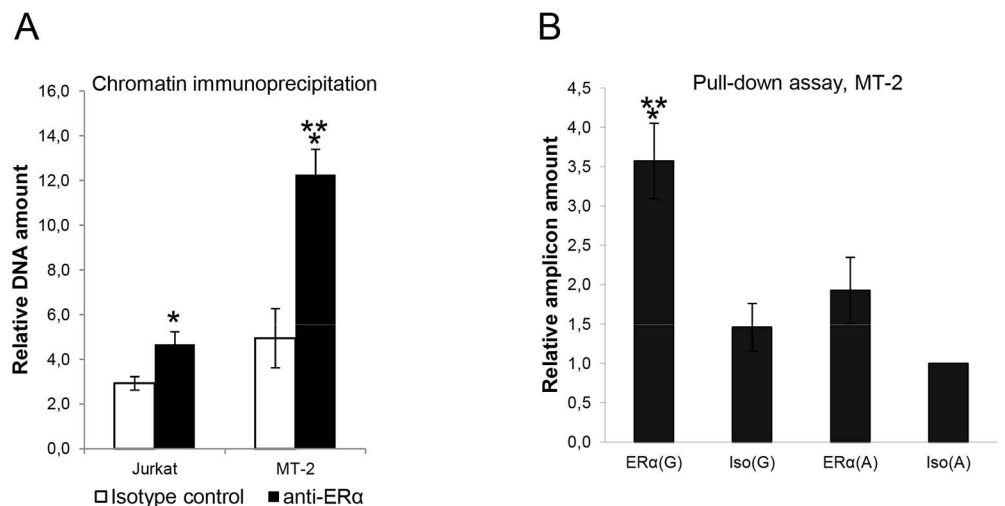 A
Chromatin immunoprecipitation
Relative DNA amount
16,0
14,0
12,0
10,0
8,0
6,0
4,0
2,0
0,0
*
**
*
Jurkat
MT-2
Isotype control
anti-ERα
B
Pull-down assay, MT-2
Relative amplicon amount
4,5
4,0
3,5
3,0
2,5
2,0
1,5
1,0
0,5
0,0
**
*
ERα(G)
Iso(G)
ERα(A)
Iso(A)